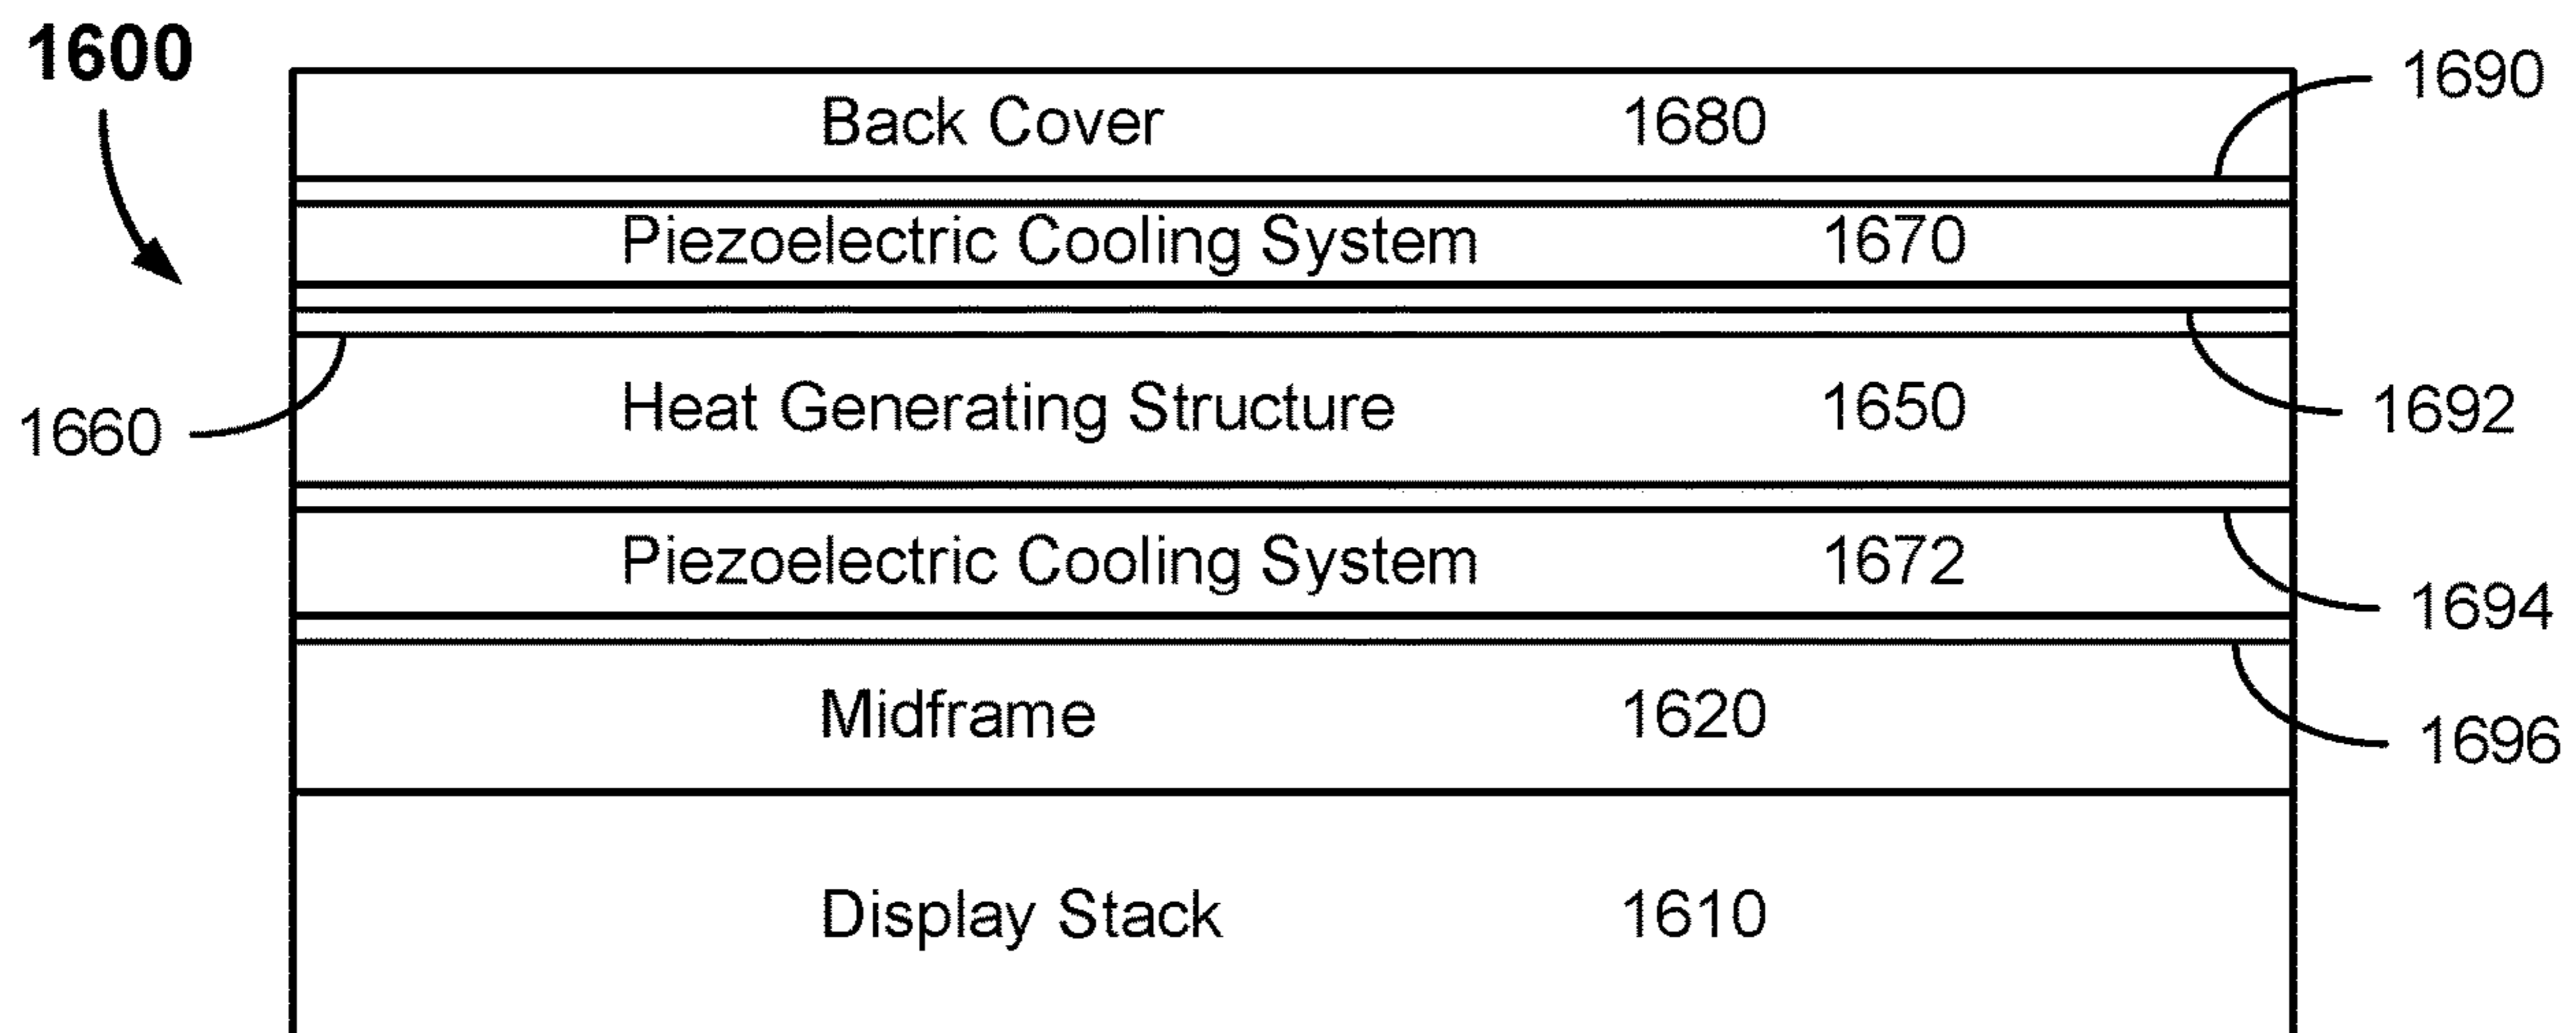 1600
1690
Back Cover 1680
Piezoelectric Cooling System 1670
1660
Heat Generating Structure 1650
1692
Piezoelectric Cooling System 1672
1694
Midframe 1620
1696
Display Stack 1610